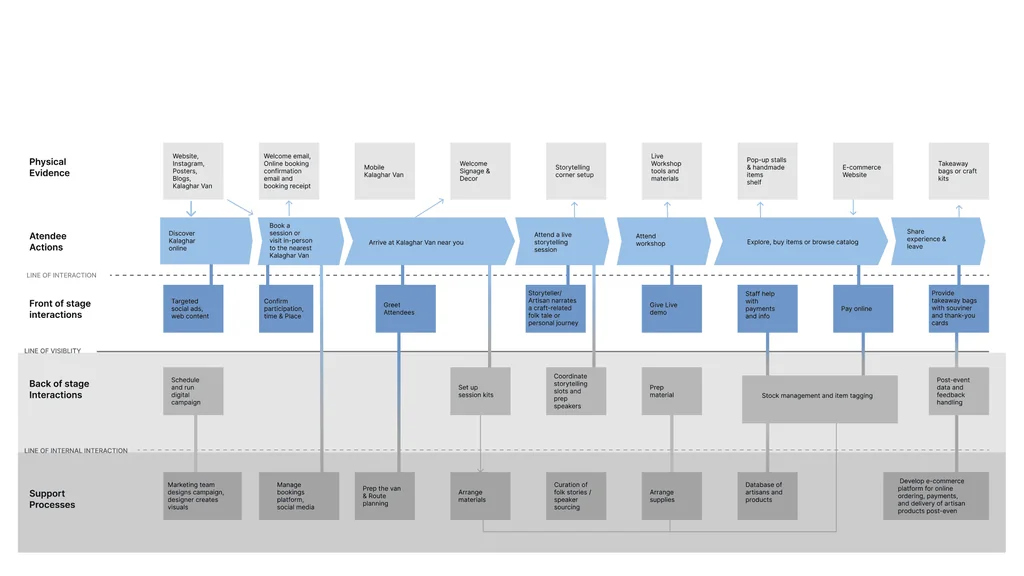 Physical
Evidence
Website,
Instagram,
Posters,
Blogs,
Kalaghar Van
Welcome email,
Online booking
confirmation
email and
booking receipt
Mobile
Kalaghar Van
Welcome
Signage &
Decor
Storytelling
corner setup
Live
Workshop
tools and
materials
Pop-up stalls
& handmade
items
shelf
E-commerce
Website
Takeaway
bags or craft
kits
Atendee
Actions
Discover
Kalaghar
online
Book a
session or
visit in-person
to the nearest
Kalaghar Van
Arrive at Kalaghar Van near you
Attend a live
storytelling
session
Attend
workshop
Explore, buy items or browse catalog
Share
experience &
leave
LINE OF INTERACTION
Front of stage
interactions
Targeted
social ads,
web content
Confirm
participation,
time & Place
Greet
Attendees
Storyteller/
Artisan narrates
a craft-related
folk tale or
personal journey
Give Live
demo
Staff help
with
payments
and info
Pay online
Provide
takeaway bags
with souviner
and thank-you
cards
LINE OF VISIBLITY
Back of stage
Interactions
Schedule
and run
digital
campaign
Set up
session kits
Coordinate
storytelling
slots and
prep
speakers
Prep
material
Stock management and item tagging
Post-event
data and
feedback
handling
LINE OF INTERNAL INTERACTION
Support
Processes
Marketing team
designs campaign,
designer creates
visuals
Manage
bookings
platform,
social media
Prep the van
& Route
planning
Arrange
materials
Curation of
folk stories /
speaker
sourcing
Arrange
supplies
Database of
artisans and
products
Develop e-commerce
platform for online
ordering, payments,
and delivery of artisan
products post-even